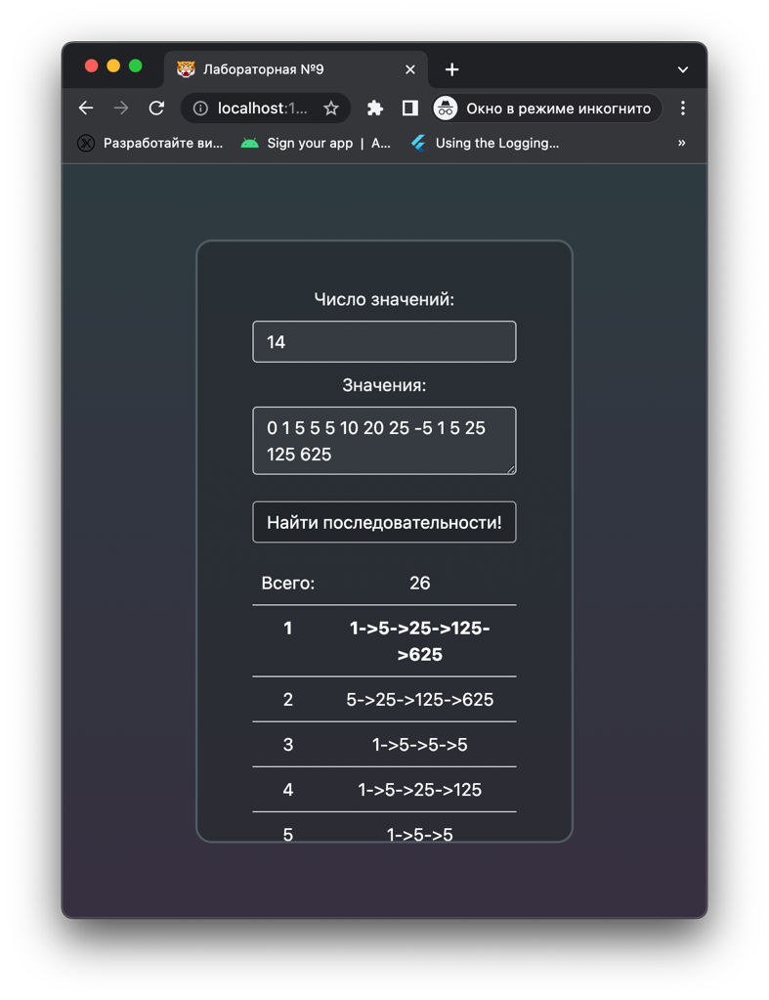 Лабораторная №9
localhost:1...
Окно в режиме инкогнито
Разработайте ви...
Sign your app | A...
Using the Logging...
»
Число значений:
14
Значения:
0 1 5 5 5 10 20 25 -5 1 5 25
125 625
Найти последовательности!
Всего: 26
1 1->5->25->125-
>625
2 5->25->125->625
3 1->5->5->5
4 1->5->25->125
5 1->5->5